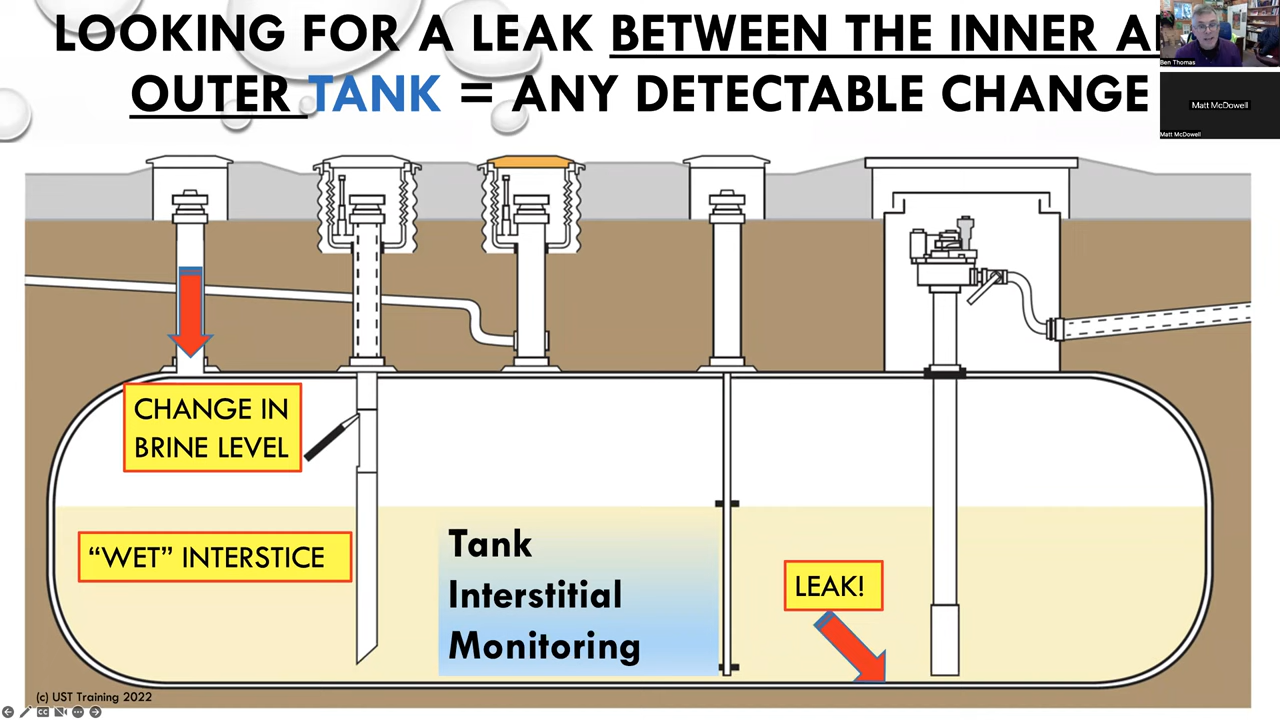 LOOKING FOR A LEAK BETWEEN THE INNER A
OUTER TANK = ANY DETECTABLE CHANGE
Ben Thomas
Matt McDowell
Matt McDowell
CHANGE IN
BRINE LEVEL
“WET” INTERSTICE
Tank
Interstitial
Monitoring
LEAK!
(c) UST Training 2022
CC